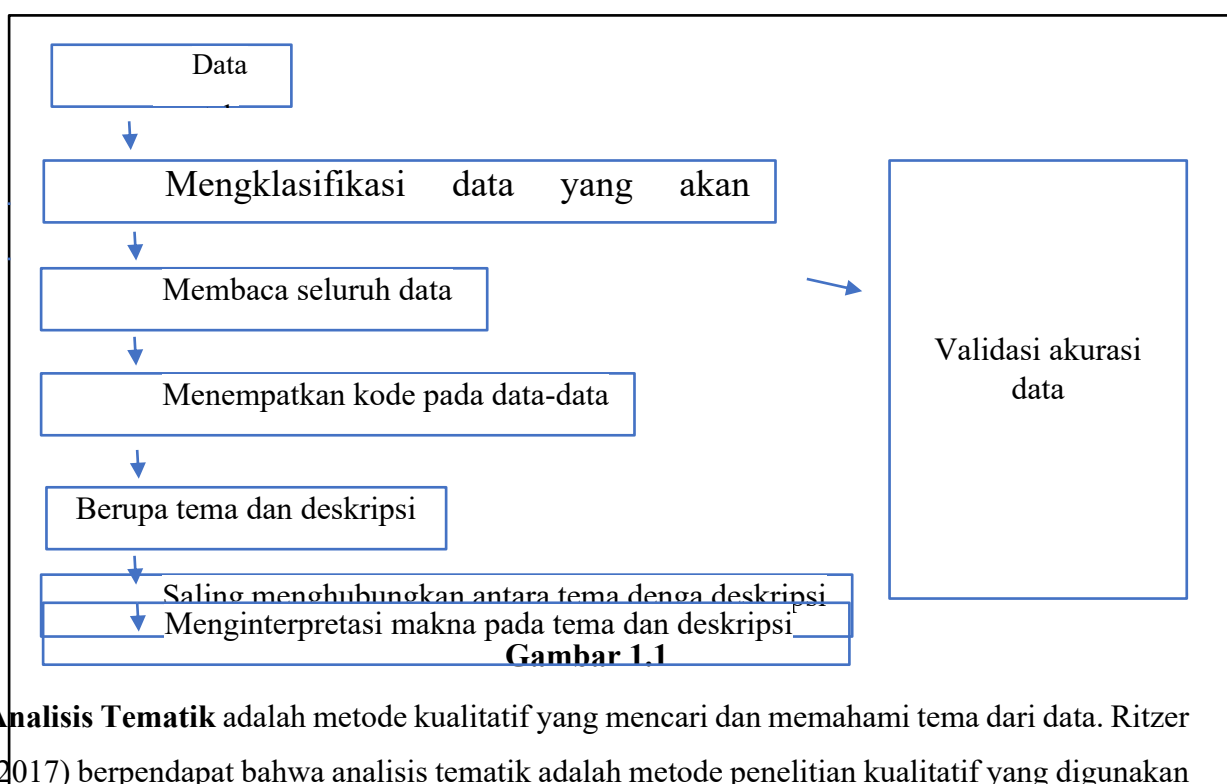 Data
Mengklasifikasi data yang akan
Membaca seluruh data
Menempatkan kode pada data-data
Berupa tema dan deskripsi
Saling menghubungkan antara tema denga deskripsi
Menginterpretasi makna pada tema dan deskripsi
Validasi akurasi
data
Gambar 1.1
Analisis Tematik adalah metode kualitatif yang mencari dan memahami tema dari data. Ritzer
2017) berpendapat bahwa analisis tematik adalah metode penelitian kualitatif yang digunakan